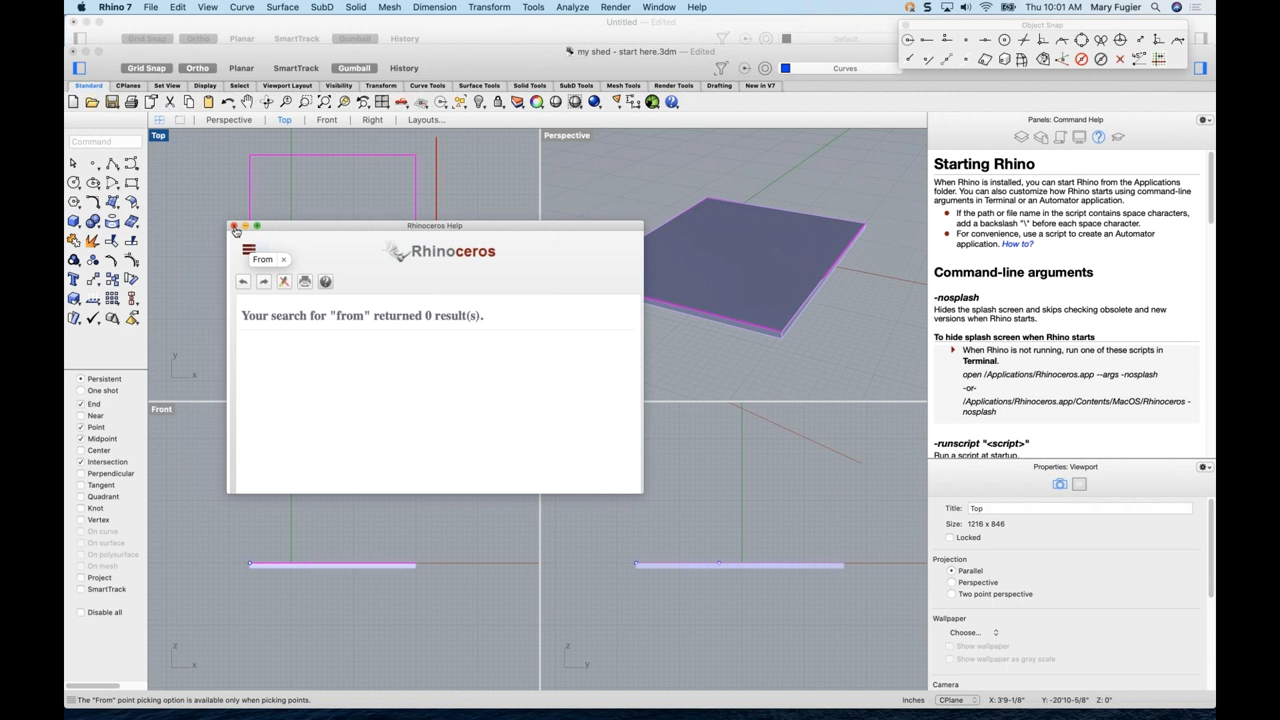 Rhino 7 File Edit View Curve Surface SubD Solid Mesh Dimension Transform Tools Analyze Render Window Help Thu 10:01 AM Mary Fugier
Untitled — Edited
Object Snap
Grid Snap Ortho Planar SmartTrack Gumball History Default
my shed - start here.3dm — Edited
Grid Snap Ortho Planar SmartTrack Gumball History Curves
Standard CPlanes Set View Display Select Viewport Layout Visibility Transform Curve Tools Surface Tools Solid Tools SubD Tools Mesh Tools Render Tools Drafting New in V7
Perspective Top Front Right Layouts...
Panels: Command Help
Command
Top
Perspective
Starting Rhino
When Rhino is installed, you can start Rhino from the Applications
folder. You can also customize how Rhino starts using command-line
arguments in Terminal or an Automator application.
If the path or file name in the script contains space characters,
add a backslash "\" before each space character.
For convenience, use a script to create an Automator
application. How to?
Command-line arguments
-nosplash
Hides the splash screen and skips checking obsolete and new
versions when Rhino starts.
To hide splash screen when Rhino starts
When Rhino is not running, run one of these scripts in
Terminal.
open /Applications/Rhinoceros.app --args -nosplash
-or-
/Applications/Rhinoceros.app/Contents/MacOS/Rhinoceros -
nosplash
-runscript "<script>"
Run a script at startup.
Rhinoceros Help
Rhinoceros
From ×
Your search for "from" returned 0 result(s).
y
x
Persistent
One shot
End
Near
Point
Midpoint
Center
Intersection
Perpendicular
Tangent
Quadrant
Knot
Vertex
On curve
On surface
On polysurface
On mesh
Project
SmartTrack
Disable all
Front
z
x
z
y
Properties: Viewport
Title: Top
Size: 1216 x 846
Locked
Projection
Parallel
Perspective
Two point perspective
Wallpaper
Choose...
Show wallpaper
Show wallpaper as gray scale
Camera
The "From" point picking option is available only when picking points.
Inches CPlane X: 3'9-1/8" Y: -20'10-5/8" Z: 0"